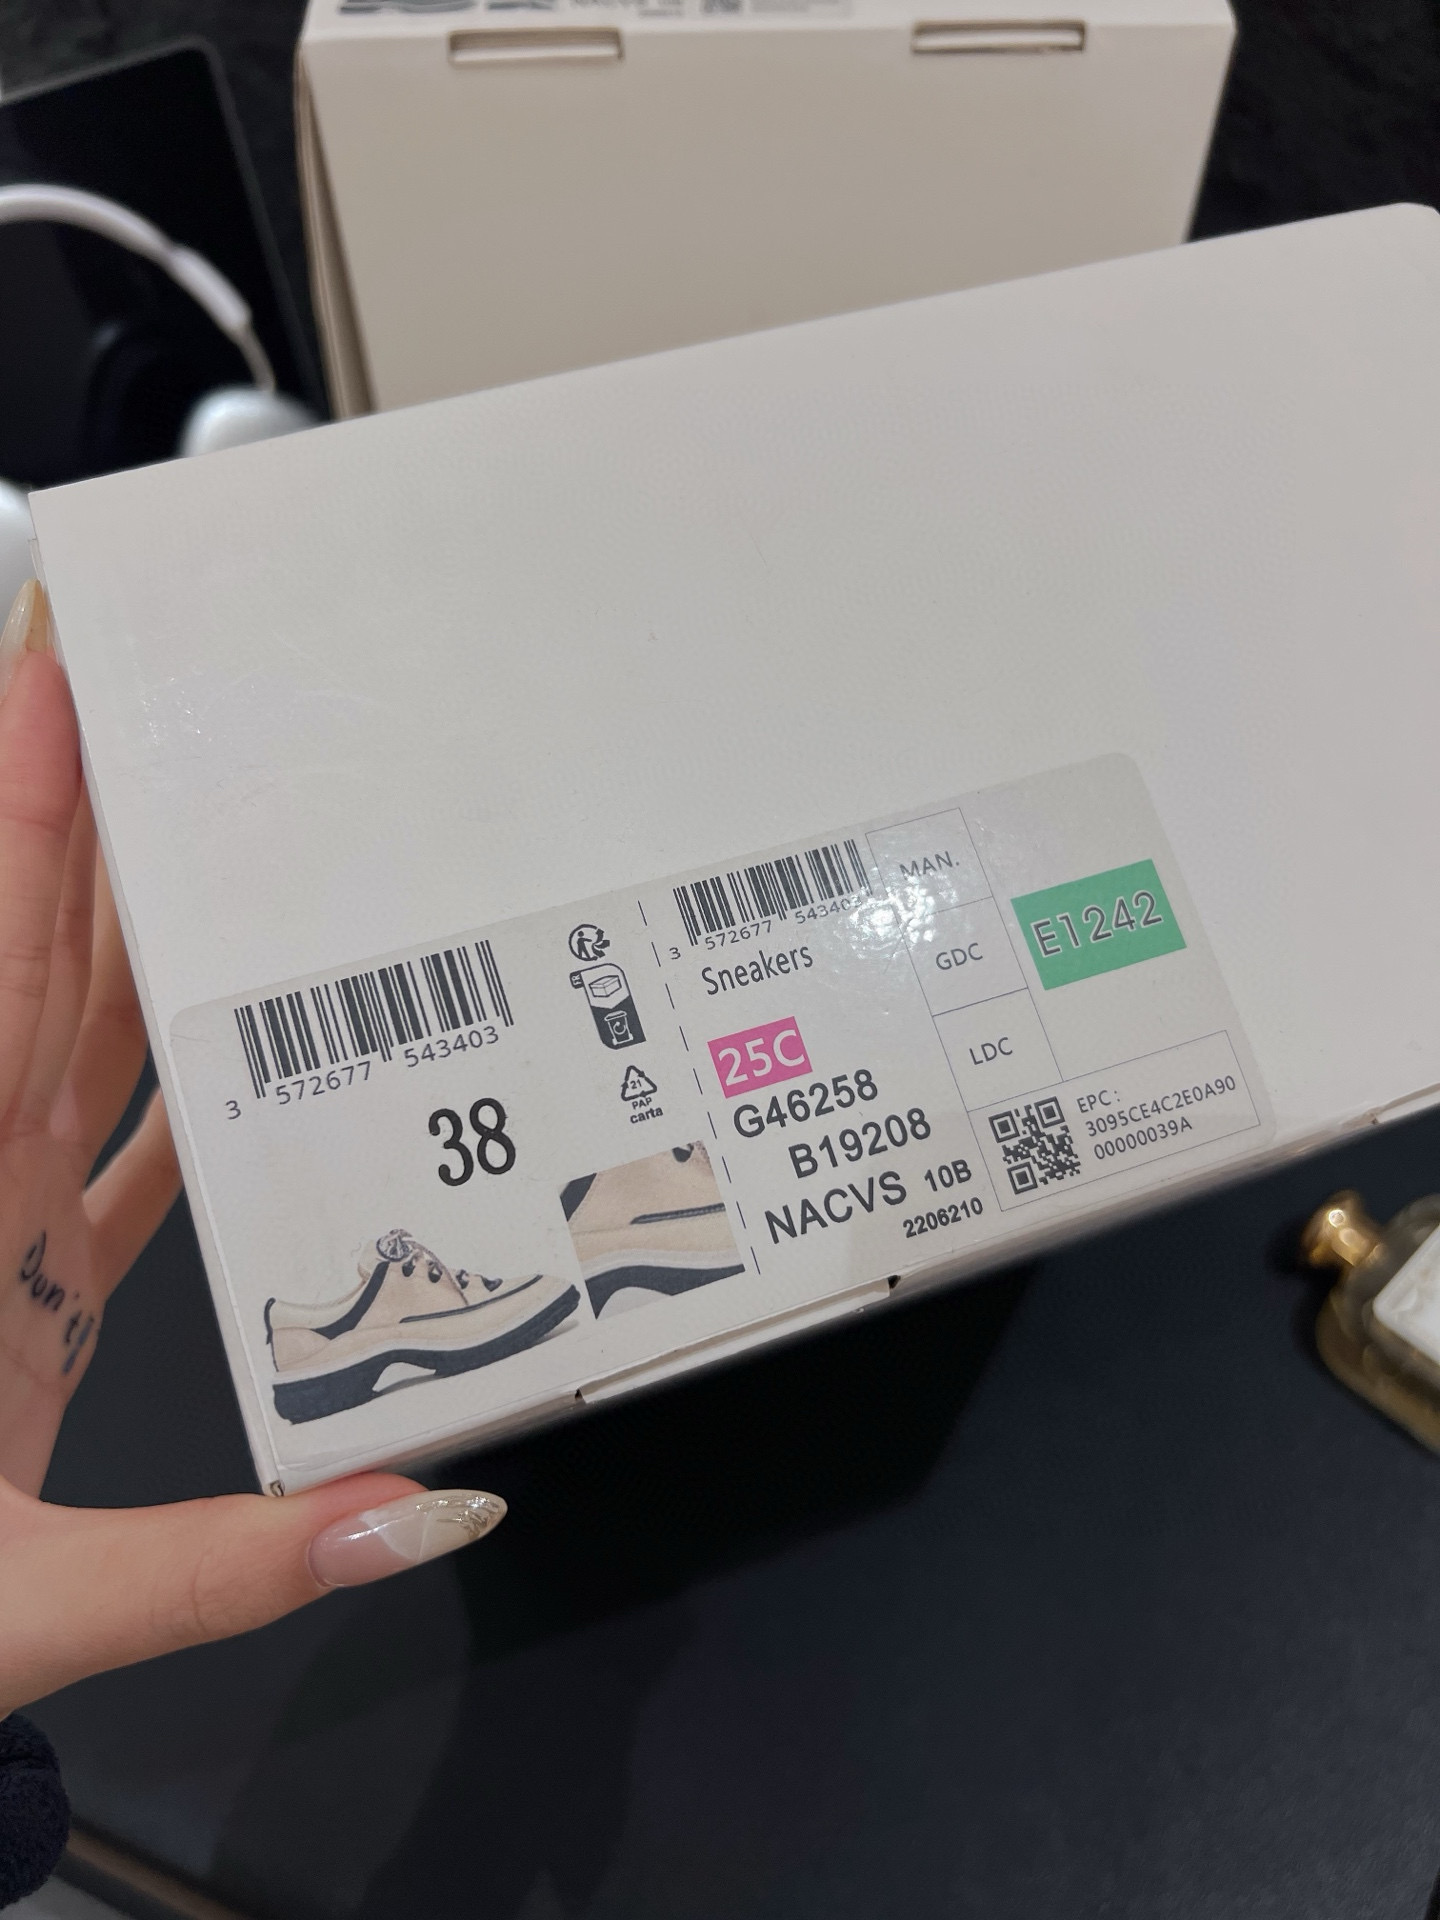 3 572677 543403
38
21
PAP
carta
3 572677 543403
Sneakers
25C
G46258
B19208
NACVS 10B
2206210
MAN.
GDC
LDC
E1242
EPC:
3095CE4C2E0A90
00000039A
Don't